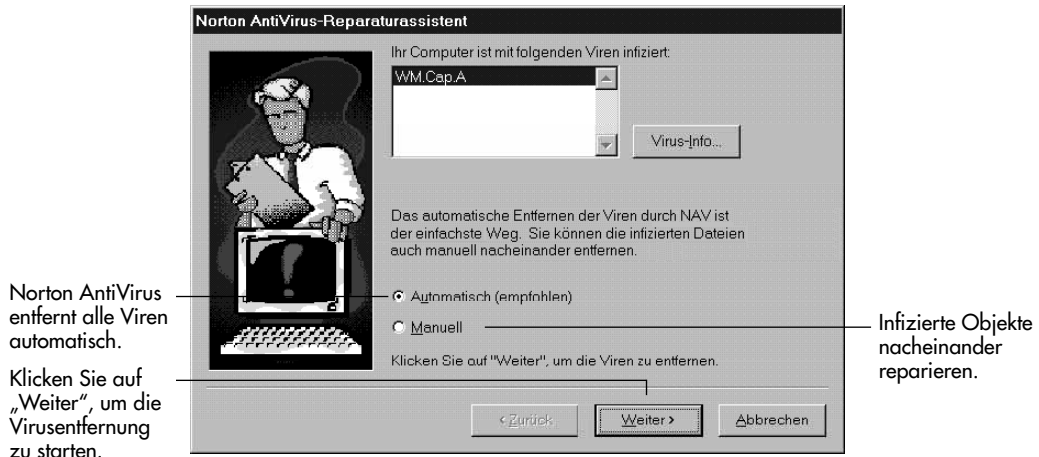 Norton AntiVirus-Reparaturassistent
Ihr Computer ist mit folgenden Viren infiziert:
WM.Cap.A
Virus-Info...
Das automatische Entfernen der Viren durch NAV ist
der einfachste Weg. Sie können die infizierten Dateien
auch manuell nacheinander entfernen.
Automatisch (empfohlen)
Manuell
Klicken Sie auf "Weiter", um die Viren zu entfernen.
< Zurück
Weiter >
Abbrechen
Norton AntiVirus
entfernt alle Viren
automatisch.
Klicken Sie auf
„Weiter“, um die
Virusentfernung
zu starten.
Infizierte Objekte
nacheinander
reparieren.